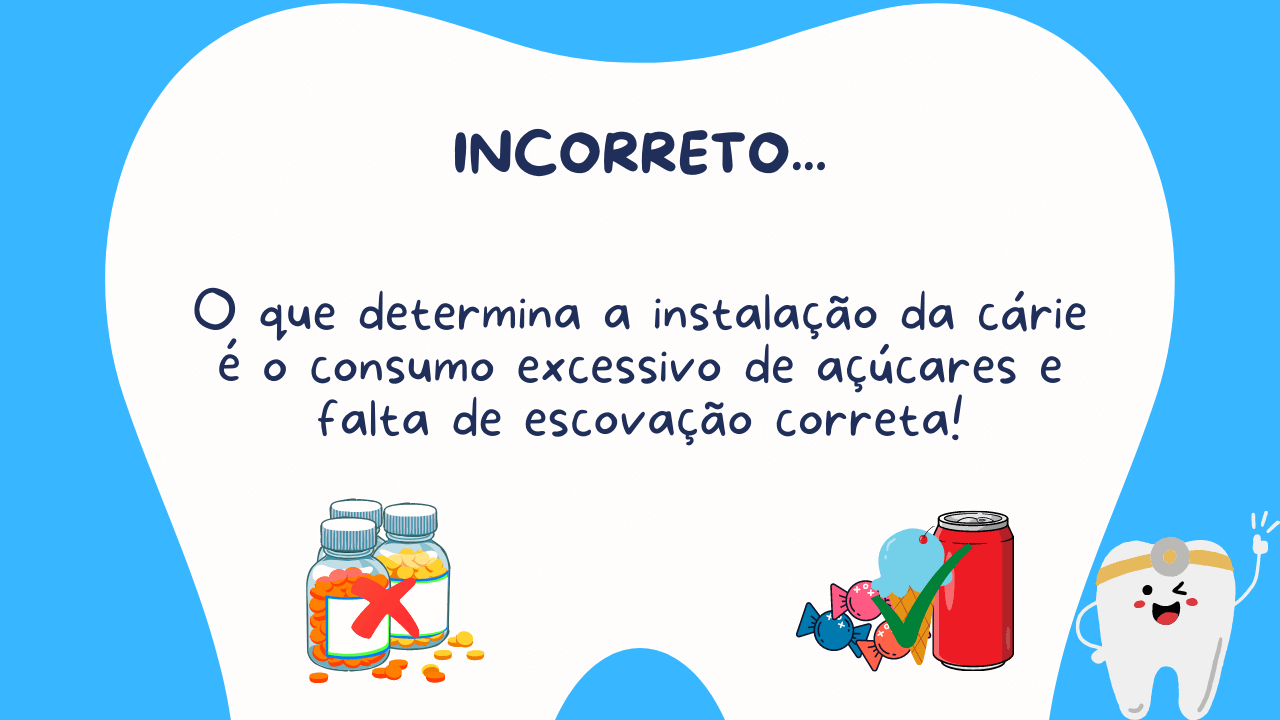 INCORRETO...
O que determina a instalação da cárie
é o consumo excessivo de açúcares e
falta de escovação correta!